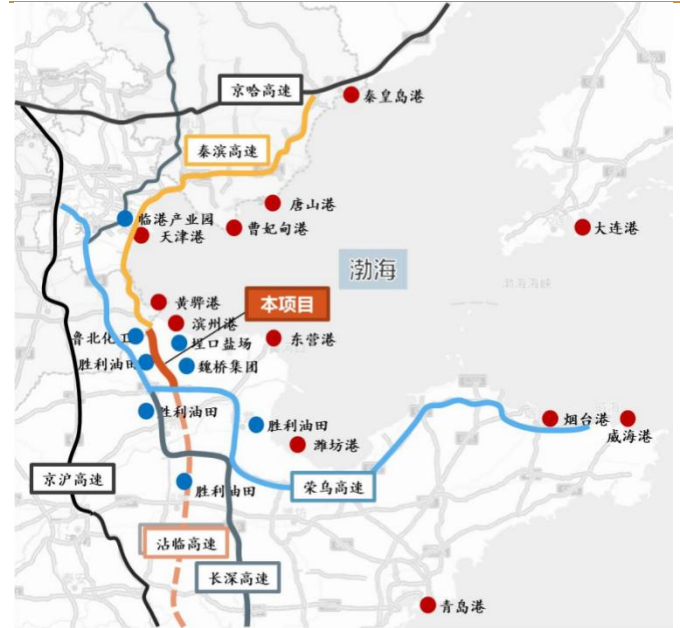 京哈高速
秦皇岛港
秦滨高速
唐山港
临港产业园
曹妃甸港
大连港
天津港
渤海
渤海海峡
黄骅港
本项目
滨州港
鲁北化工
埕口盐场
东营港
胜利油田
魏桥集团
胜利油田
胜利油田
烟台港
威海港
潍坊港
京沪高速
胜利油田
荣乌高速
沾临高速
长深高速
青岛港